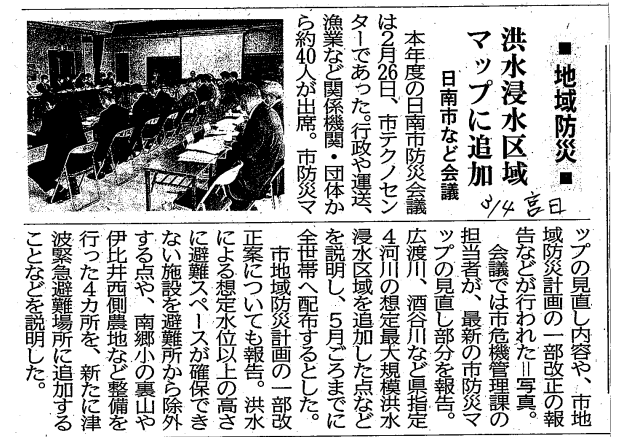 ■地域防災■
洪水浸水区域
マップに追加
日南市など会議
3/4 宮日
本年度の日南市防災会議
は2月26日、市テクノセン
ターであった。行政や運送、
漁業など関係機関・団体か
ら約40人が出席。市防災マ
ップの見直し内容や、市地
域防災計画の一部改正の報
告などが行われた＝写真。
会議では市危機管理課の
担当者が、最新の市防災マ
ップの見直し部分を報告。
広渡川、酒谷川など県指定
4河川の想定最大規模洪水
浸水区域を追加した点など
を説明し、5月ごろまでに
全世帯へ配布するとした。
市地域防災計画の一部改
正案についても報告。洪水
による想定水位以上の高さ
に避難スペースが確保でき
ない施設を避難所から除外
する点や、南郷小の裏山や
伊比井西側農地など整備を
行った4カ所を、新たに津
波緊急避難場所に追加する
ことなどを説明した。